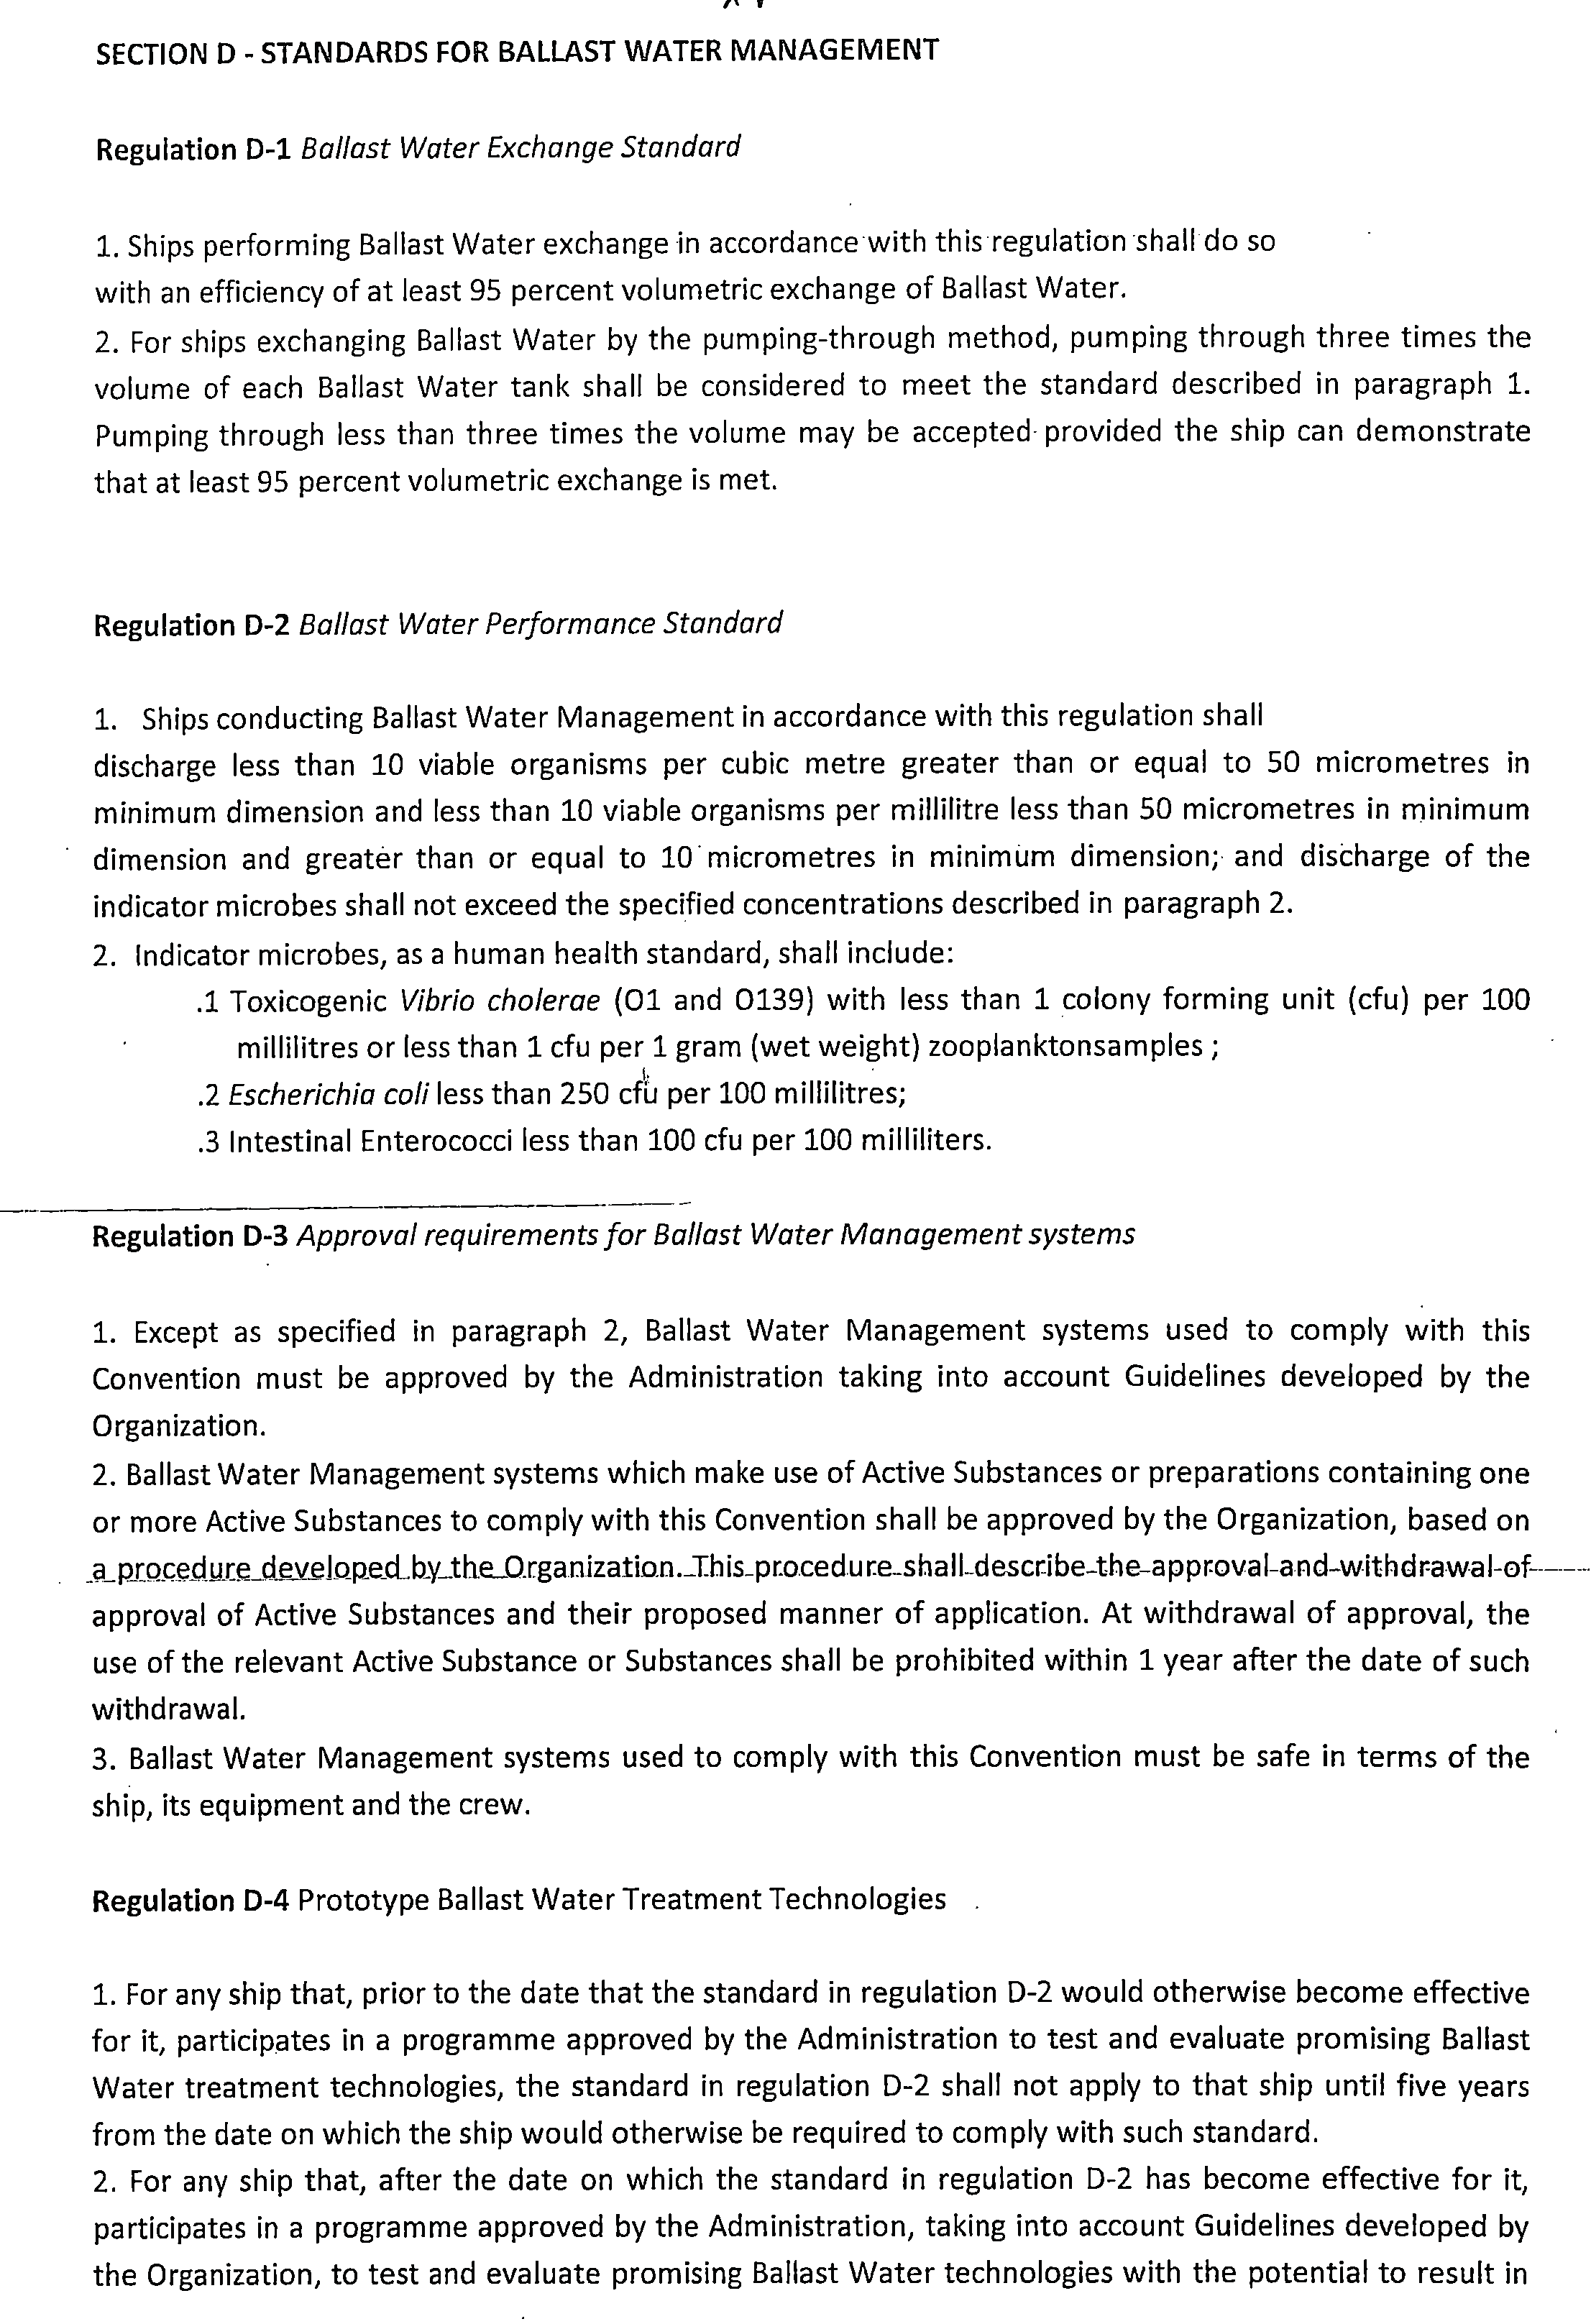 SECTION D - STANDARDS FOR BALLAST WATER MANAGEMENT
Regulation D-1 Ballast Water Exchange Standard
1. Ships performing Ballast Water exchange in accordance with this regulation shall do so
with an efficiency of at least 95 percent volumetric exchange of Ballast Water.
2. For ships exchanging Ballast Water by the pumping-through method, pumping through three times the
volume of each Ballast Water tank shall be considered to meet the standard described in paragraph 1.
Pumping through less than three times the volume may be accepted provided the ship can demonstrate
that at least 95 percent volumetric exchange is met.
Regulation D-2 Ballast Water Performance Standard
1. Ships conducting Ballast Water Management in accordance with this regulation shall
discharge less than 10 viable organisms per cubic metre greater than or equal to 50 micrometres in
minimum dimension and less than 10 viable organisms per millilitre less than 50 micrometres in minimum
dimension and greater than or equal to 10 micrometres in minimum dimension; and discharge of the
indicator microbes shall not exceed the specified concentrations described in paragraph 2.
2. Indicator microbes, as a human health standard, shall include:
.1 Toxicogenic Vibrio cholerae (O1 and O139) with less than 1 colony forming unit (cfu) per 100
millilitres or less than 1 cfu per 1 gram (wet weight) zooplanktonsamples ;
.2 Escherichia coli less than 250 cfu per 100 millilitres;
.3 Intestinal Enterococci less than 100 cfu per 100 milliliters.
Regulation D-3 Approval requirements for Ballast Water Management systems
1. Except as specified in paragraph 2, Ballast Water Management systems used to comply with this
Convention must be approved by the Administration taking into account Guidelines developed by the
Organization.
2. Ballast Water Management systems which make use of Active Substances or preparations containing one
or more Active Substances to comply with this Convention shall be approved by the Organization, based on
a procedure developed by the Organization. This procedure shall describe the approval and withdrawal of
approval of Active Substances and their proposed manner of application. At withdrawal of approval, the
use of the relevant Active Substance or Substances shall be prohibited within 1 year after the date of such
withdrawal.
3. Ballast Water Management systems used to comply with this Convention must be safe in terms of the
ship, its equipment and the crew.
Regulation D-4 Prototype Ballast Water Treatment Technologies
1. For any ship that, prior to the date that the standard in regulation D-2 would otherwise become effective
for it, participates in a programme approved by the Administration to test and evaluate promising Ballast
Water treatment technologies, the standard in regulation D-2 shall not apply to that ship until five years
from the date on which the ship would otherwise be required to comply with such standard.
2. For any ship that, after the date on which the standard in regulation D-2 has become effective for it,
participates in a programme approved by the Administration, taking into account Guidelines developed by
the Organization, to test and evaluate promising Ballast Water technologies with the potential to result in